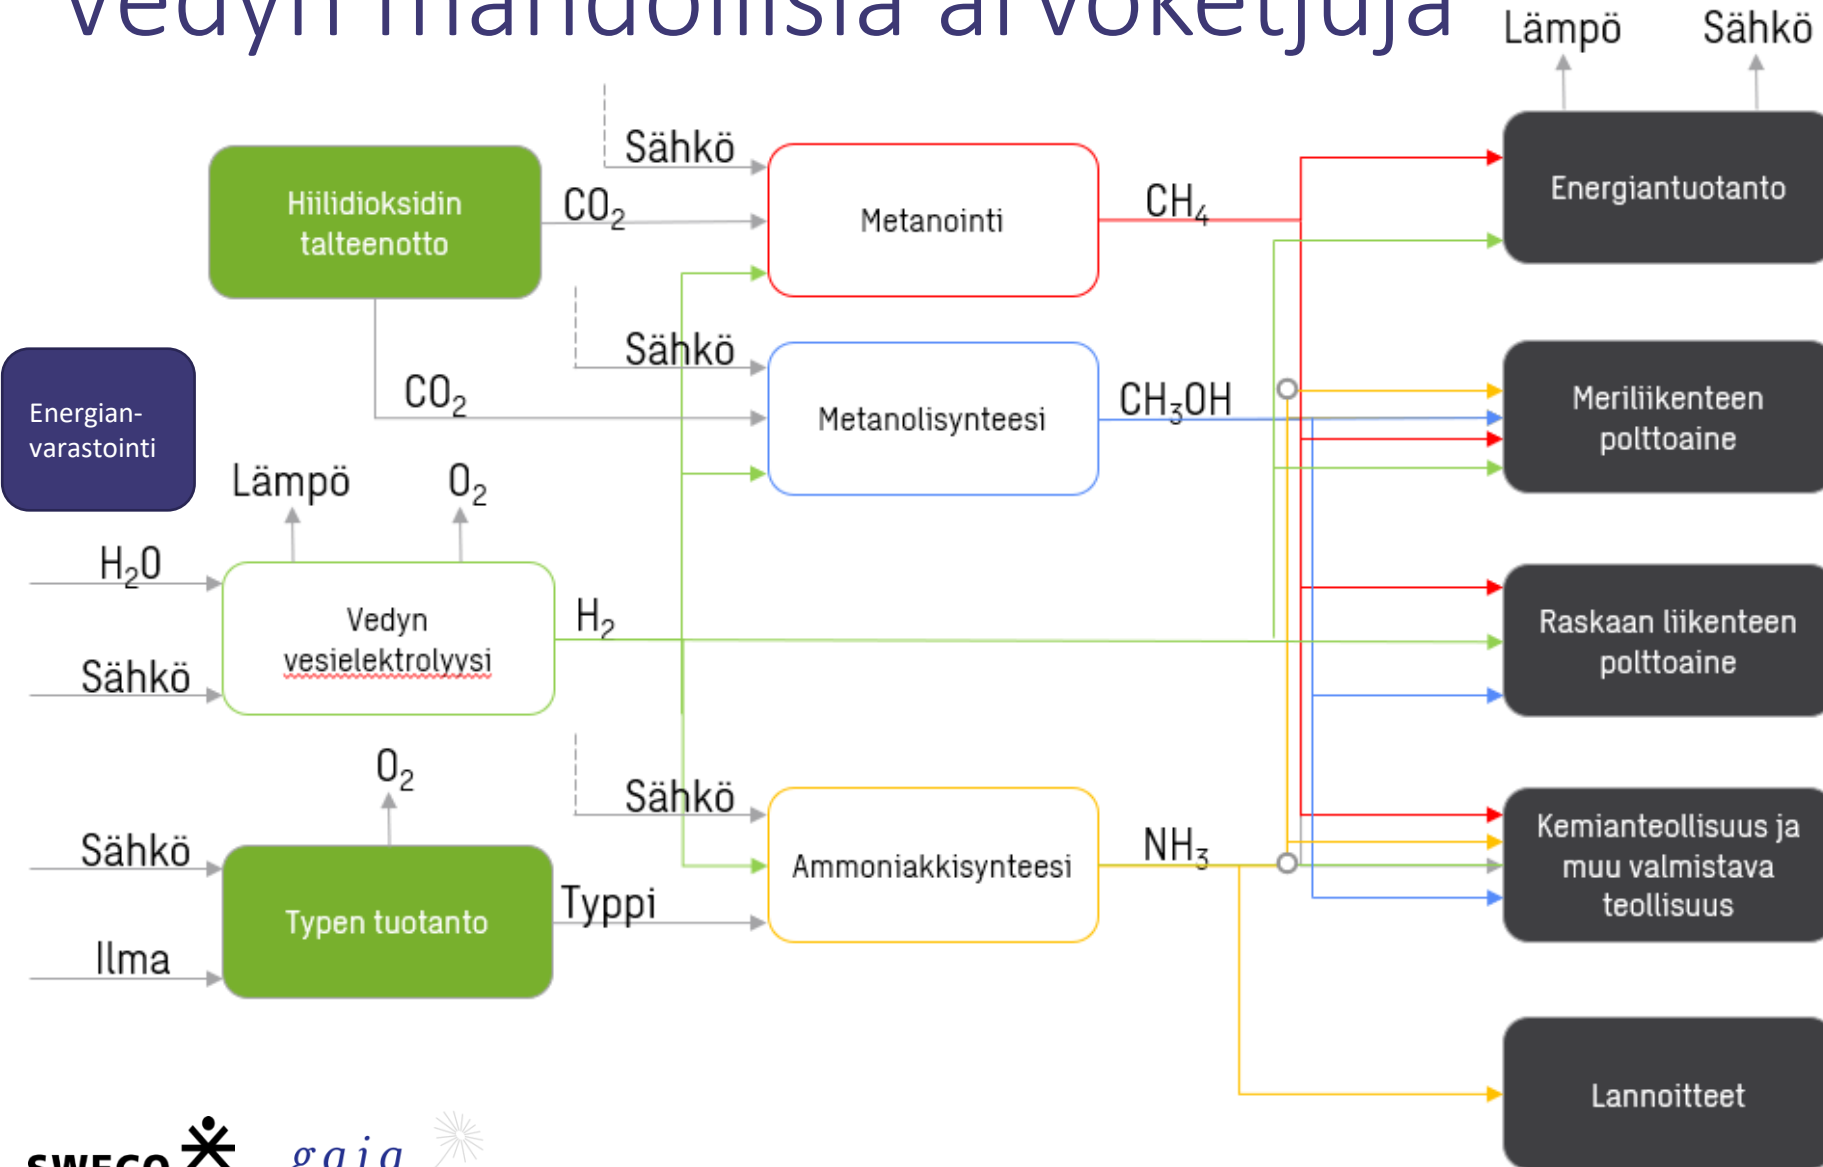 Vedyn mahdollisia arvoketjuja
Lämpö
Sähkö
Sähkö
Hiilidioksidin
talteenotto
CO₂
Metanointi
CH₄
Energiantuotanto
Sähkö
CO₂
Metanolisynteesi
CH₃OH
Meriliikenteen
polttoaine
Energian-
varastointi
Lämpö
O₂
H₂O
Vedyn
vesielektrolyysi
H₂
Sähkö
Raskaan liikenteen
polttoaine
O₂
Sähkö
Sähkö
Typen tuotanto
Typpi
Ilma
Ammoniakkisynteesi
NH₃
Kemianteollisuus ja
muu valmistava
teollisuus
Lannoitteet
SWECO
gaia